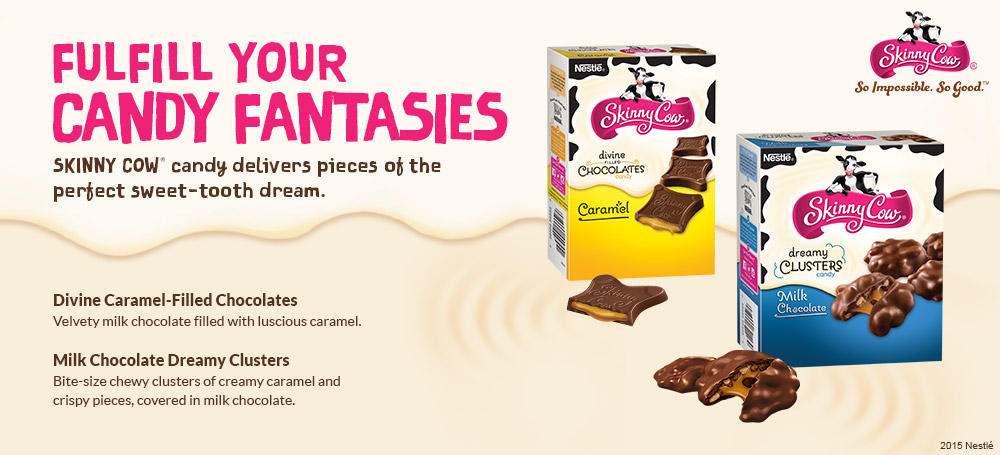 FULFILL YOUR
CANDY FANTASIES
SKINNY COW® candy delivers pieces of the
perfect sweet-tooth dream.
Divine Caramel-Filled Chocolates
Velvety milk chocolate filled with luscious caramel.
Milk Chocolate Dreamy Clusters
Bite-size chewy clusters of creamy caramel and
crispy pieces, covered in milk chocolate.
Caramel
Nestlé®
Skinny Cow®
divine
FILLED
CHOCOLATES
candy
Caramel
Nestlé®
Skinny Cow®
dreamy
CLUSTERS
candy
Milk
Chocolate
Skinny Cow®
So Impossible. So Good.™
2015 Nestlé